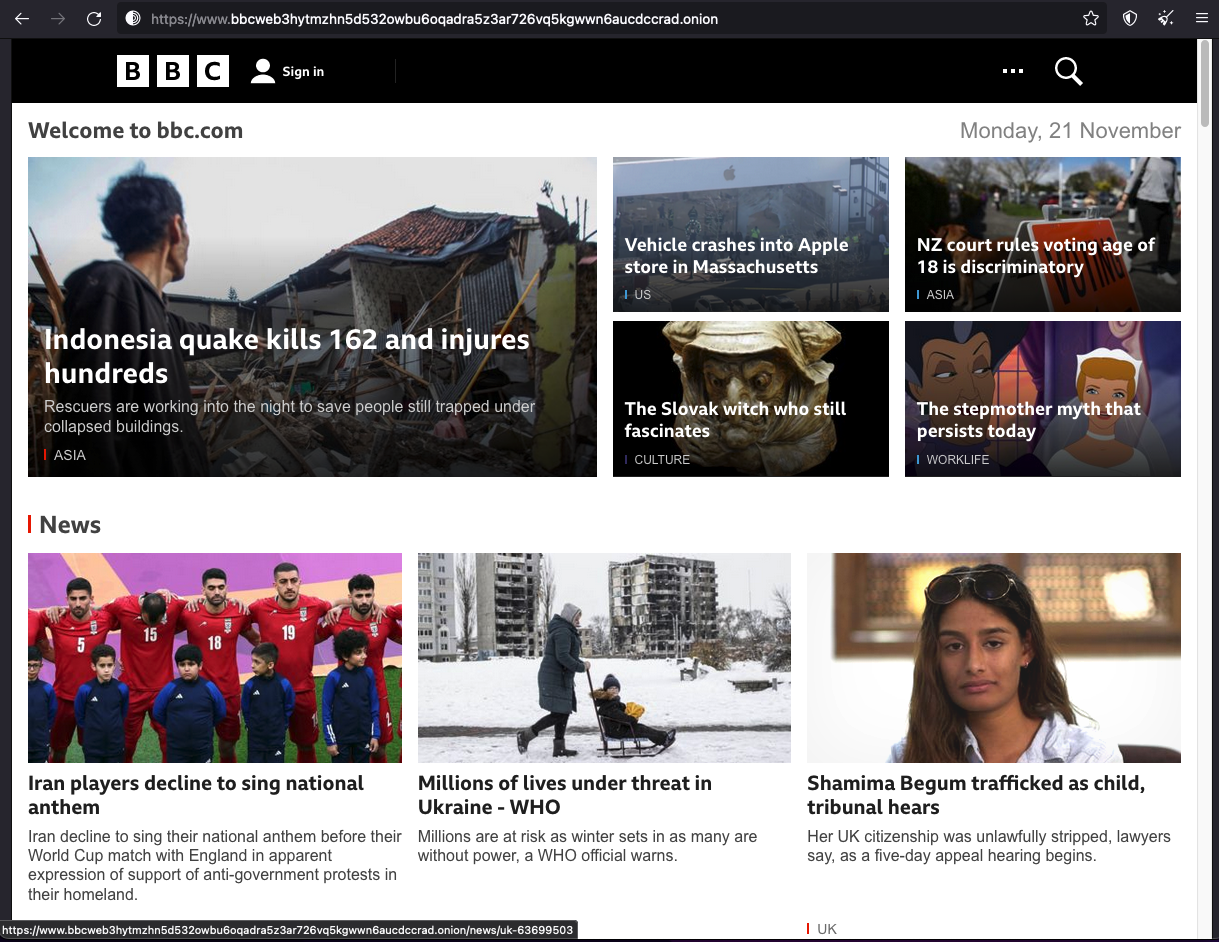 https://www.bbcweb3hytmzhn5d532owbu6oqadra5z3ar726vq5kgwwn6aucdccrad.onion
BBC
Sign in
Welcome to bbc.com
Monday, 21 November
Indonesia quake kills 162 and injures
hundreds
Rescuers are working into the night to save people still trapped under
collapsed buildings.
ASIA
Vehicle crashes into Apple
store in Massachusetts
US
NZ court rules voting age of
18 is discriminatory
ASIA
VOTING
The Slovak witch who still
fascinates
CULTURE
The stepmother myth that
persists today
WORKLIFE
News
5
15
18
19
2
Iran players decline to sing national
anthem
Iran decline to sing their national anthem before their
World Cup match with England in apparent
expression of support of anti-government protests in
their homeland.
Millions of lives under threat in
Ukraine - WHO
Millions are at risk as winter sets in as many are
without power, a WHO official warns.
Shamima Begum trafficked as child,
tribunal hears
Her UK citizenship was unlawfully stripped, lawyers
say, as a five-day appeal hearing begins.
UK
https://www.bbcweb3hytmzhn5d532owbu6oqadra5z3ar726vq5kgwwn6aucdccrad.onion/news/uk-63699503